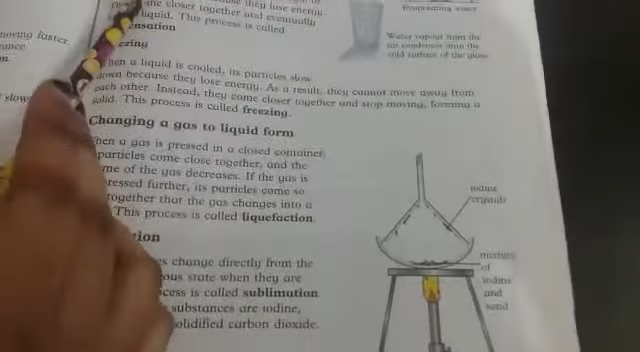 me closer together and eventually
liquid. This process is called
Evaporating water
ensation
moving faster,
Water vapour from the
air condenses onto the
cold surface of the glass
ezing
hen a liquid is cooled, its particles slow
down because they lose energy. As a result, they cannot move away from
each other. Instead, they come closer together and stop moving, forming a
solid. This process is called freezing.
slow
Changing a gas to liquid form
hen a gas is pressed in a closed container,
particles come close together, and the
me of the gas decreases. If the gas is
ressed further, its particles come so
together that the gas changes into a
This process is called liquefaction.
tion
es change directly from the
ous state when they are
cess is called sublimation.
substances are iodine,
olidified carbon dioxide.
iodine
crystals
mixture
of
iodine
and
sand